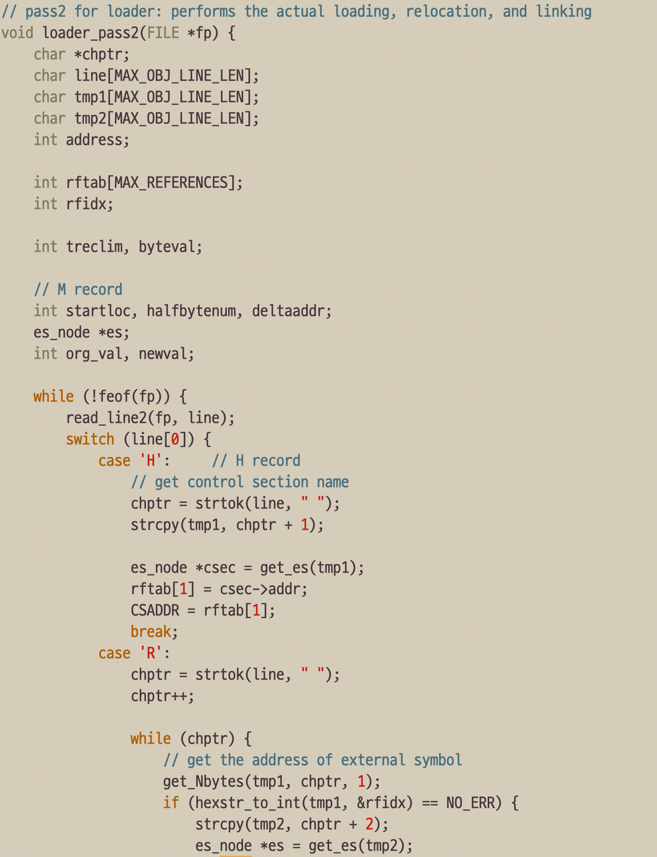 // pass2 for loader: performs the actual loading, relocation, and linking
void loader_pass2(FILE *fp) {
    char *chptr;
    char line[MAX_OBJ_LINE_LEN];
    char tmp1[MAX_OBJ_LINE_LEN];
    char tmp2[MAX_OBJ_LINE_LEN];
    int address;

    int rftab[MAX_REFERENCES];
    int rfidx;

    int treclim, byteval;

    // M record
    int startloc, halfbytenum, deltaaddr;
    es_node *es;
    int org_val, newval;

    while (!feof(fp)) {
        read_line2(fp, line);
        switch (line[0]) {
            case 'H':     // H record
                // get control section name
                chptr = strtok(line, " ");
                strcpy(tmp1, chptr + 1);

                es_node *csec = get_es(tmp1);
                rftab[1] = csec->addr;
                CSADDR = rftab[1];
                break;
            case 'R':
                chptr = strtok(line, " ");
                chptr++;

                while (chptr) {
                    // get the address of external symbol
                    get_Nbytes(tmp1, chptr, 1);
                    if (hexstr_to_int(tmp1, &rfidx) == NO_ERR) {
                        strcpy(tmp2, chptr + 2);
                        es_node *es = get_es(tmp2);